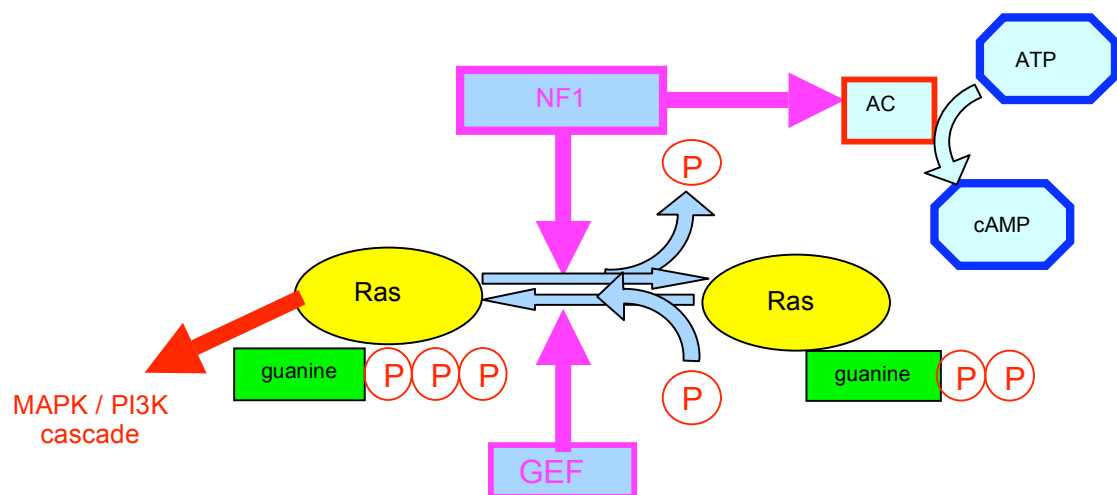 ATP
NF1
AC
P
cAMP
Ras
Ras
guanine
P P P
guanine
P P
P
MAPK / PI3K
cascade
GEF